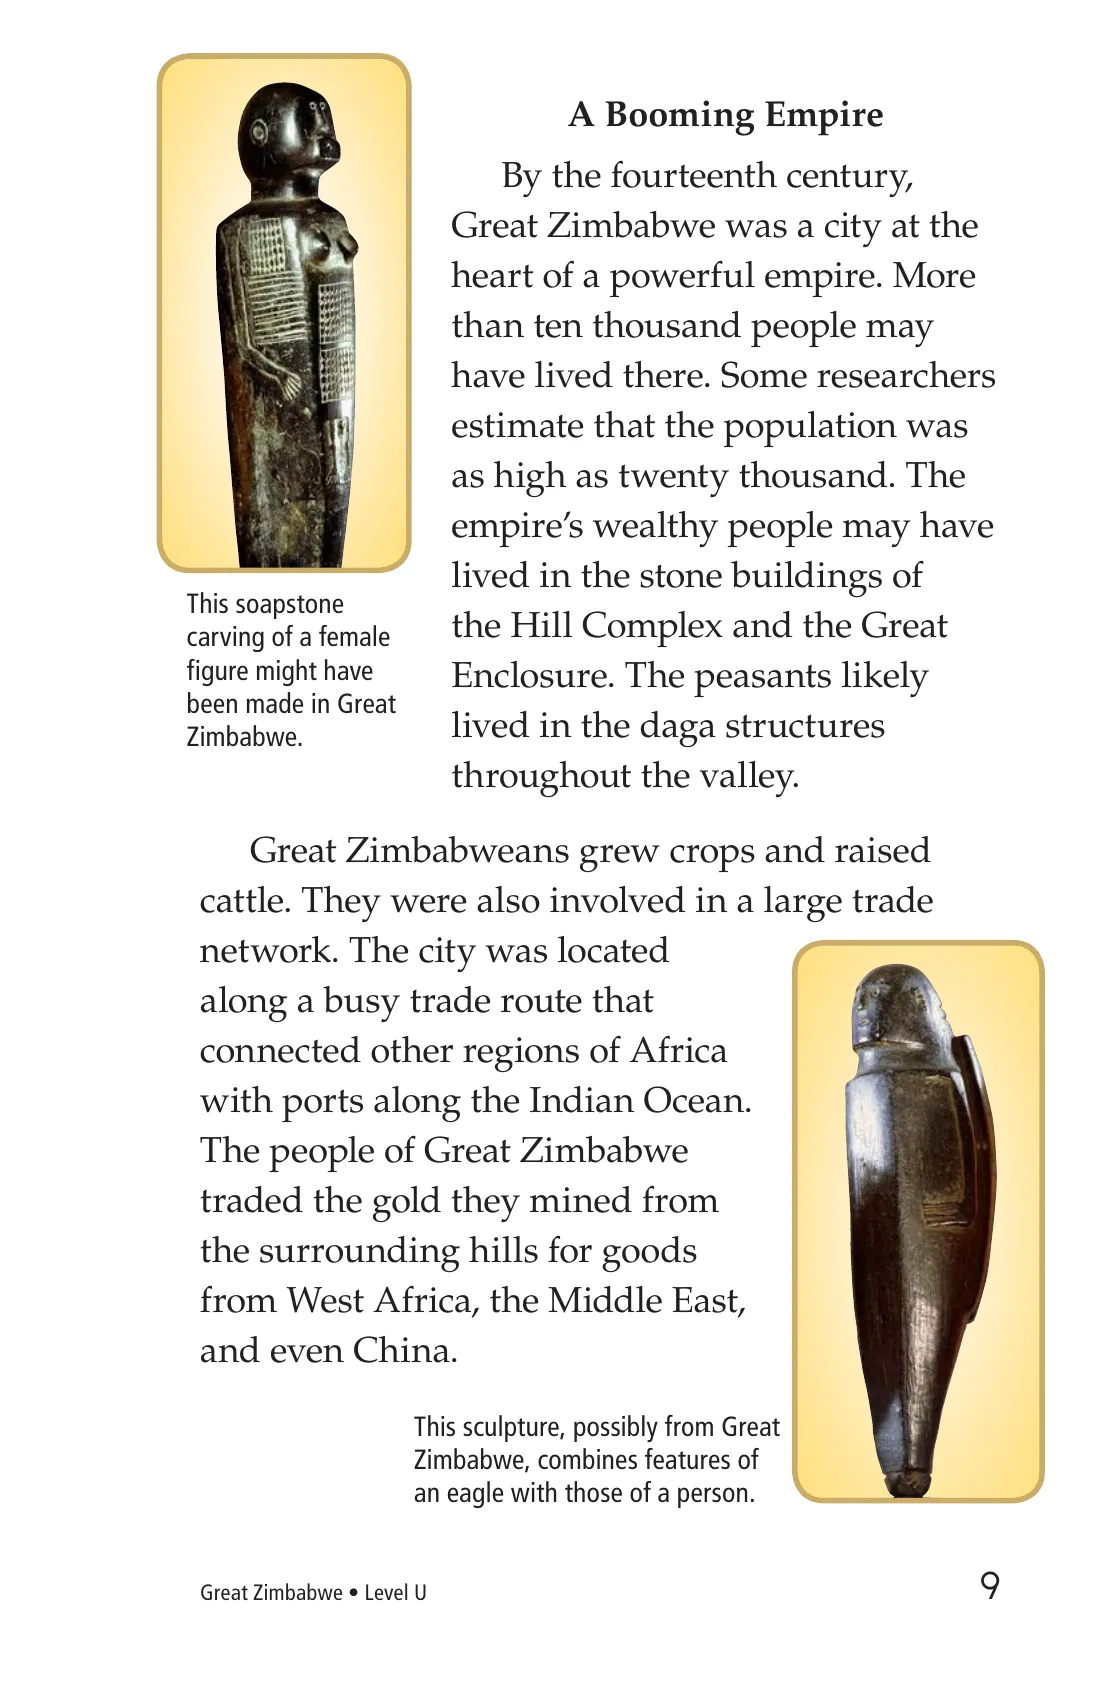 A Booming Empire
By the fourteenth century,
Great Zimbabwe was a city at the
heart of a powerful empire. More
than ten thousand people may
have lived there. Some researchers
estimate that the population was
as high as twenty thousand. The
empire’s wealthy people may have
lived in the stone buildings of
the Hill Complex and the Great
Enclosure. The peasants likely
lived in the daga structures
throughout the valley.
This soapstone
carving of a female
figure might have
been made in Great
Zimbabwe.
Great Zimbabweans grew crops and raised
cattle. They were also involved in a large trade
network. The city was located
along a busy trade route that
connected other regions of Africa
with ports along the Indian Ocean.
The people of Great Zimbabwe
traded the gold they mined from
the surrounding hills for goods
from West Africa, the Middle East,
and even China.
This sculpture, possibly from Great
Zimbabwe, combines features of
an eagle with those of a person.
Great Zimbabwe • Level U
9